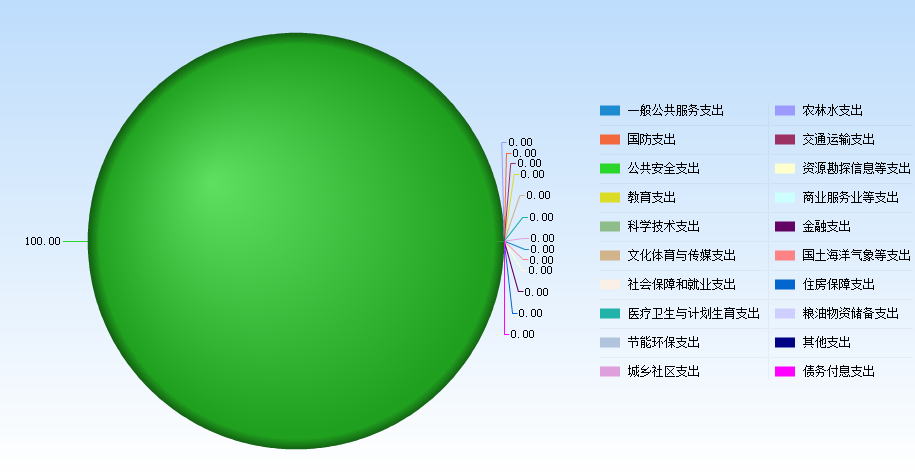 100.00
0.00
0.00
0.00
0.00
0.00
0.00
0.00
0.00
0.00
0.00
0.00
0.00
0.00
一般公共服务支出
国防支出
公共安全支出
教育支出
科学技术支出
文化体育与传媒支出
社会保障和就业支出
医疗卫生与计划生育支出
节能环保支出
城乡社区支出
农林水支出
交通运输支出
资源勘探信息等支出
商业服务业等支出
金融支出
国土海洋气象等支出
住房保障支出
粮油物资储备支出
其他支出
债务付息支出